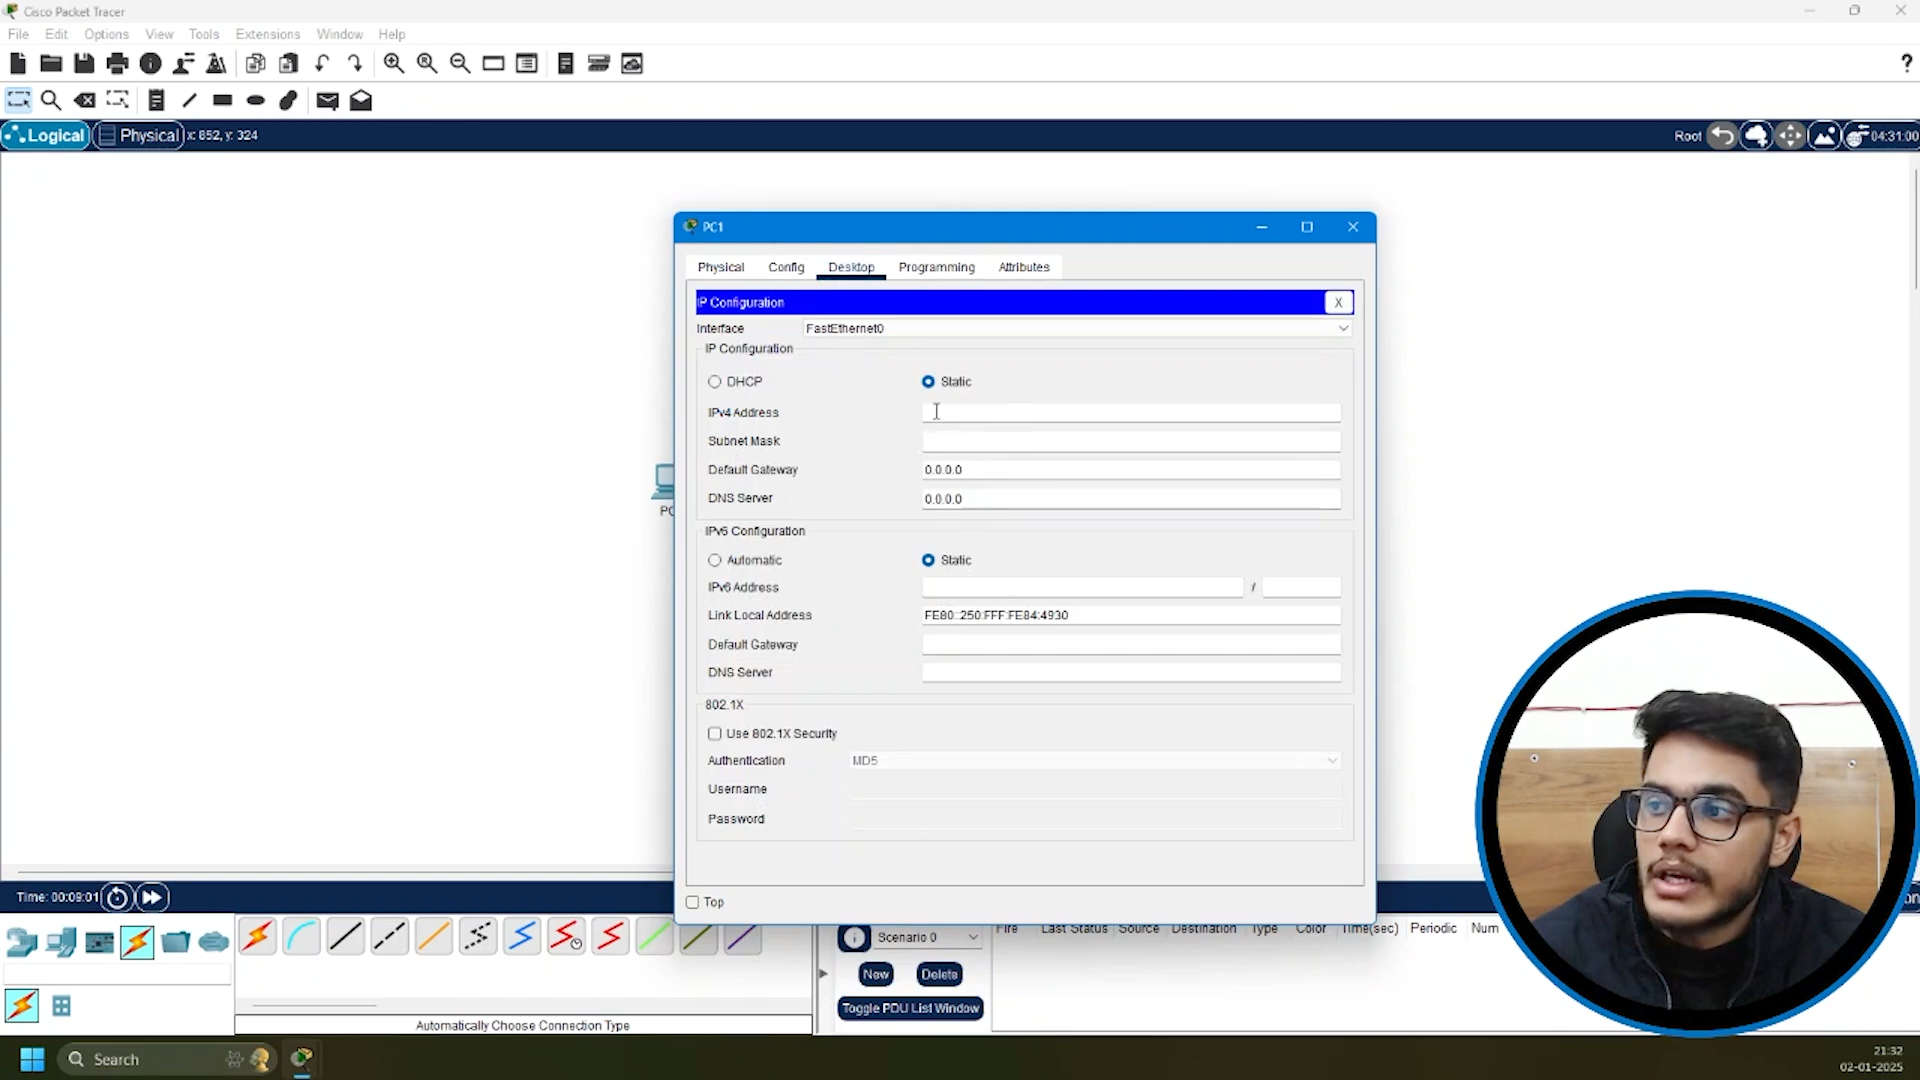 Cisco Packet Tracer
File Edit Options View Tools Extensions Window Help
?
Logical Physical x: 852, y: 324 Root 04:31:00
PC1
Physical Config Desktop Programming Attributes
IP Configuration X
Interface FastEthernet0
IP Configuration
DHCP Static
IPv4 Address
Subnet Mask
Default Gateway 0.0.0.0
DNS Server 0.0.0.0
IPv6 Configuration
Automatic Static
IPv6 Address /
Link Local Address FE80::250:FFF:FE84:4930
Default Gateway
DNS Server
802.1X
Use 802.1X Security
Authentication MD5
Username
Password
Top
PC
Time: 00:09:01
Scenario 0
New Delete
Toggle PDU List Window
Fire Last Status Source Destination Type Color Time(sec) Periodic Num
Automatically Choose Connection Type
Search
21:32
02-01-2025